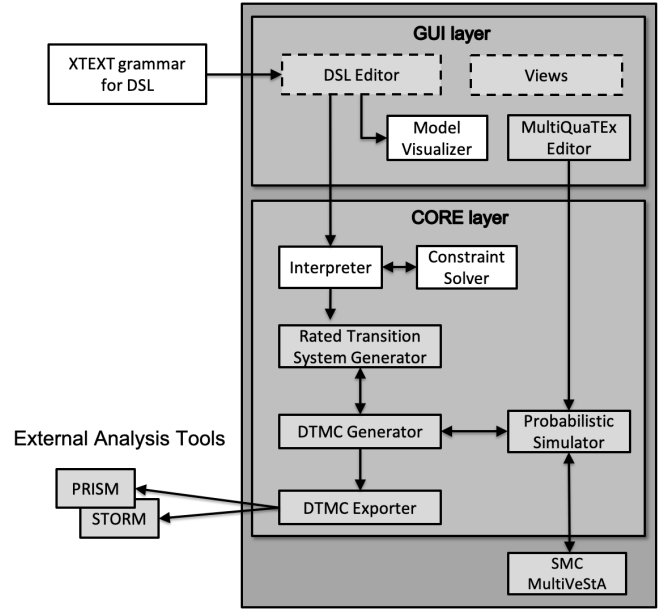 GUI layer
XTEXT grammar
for DSL
DSL Editor
Views
Model
Visualizer
MultiQuaTEx
Editor
CORE layer
Interpreter
Constraint
Solver
Rated Transition
System Generator
DTMC Generator
Probabilistic
Simulator
External Analysis Tools
PRISM
STORM
DTMC Exporter
SMC
MultiVeStA